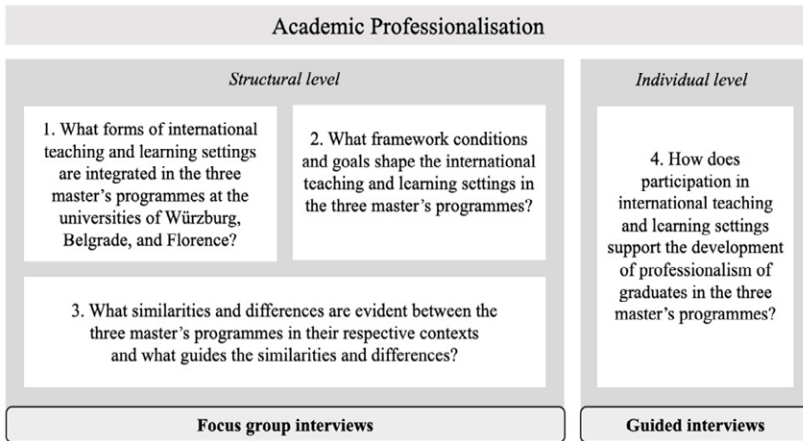 Academic Professionalisation
Structural level
1. What forms of international
teaching and learning settings
are integrated in the three
master's programmes at the
universities of Würzburg,
Belgrade, and Florence?
2. What framework conditions
and goals shape the international
teaching and learning settings in
the three master's programmes?
3. What similarities and differences are evident between the
three master's programmes in their respective contexts
and what guides the similarities and differences?
Focus group interviews
Individual level
4. How does
participation in
international teaching
and learning settings
support the development
of professionalism of
graduates in the three
master's programmes?
Guided interviews